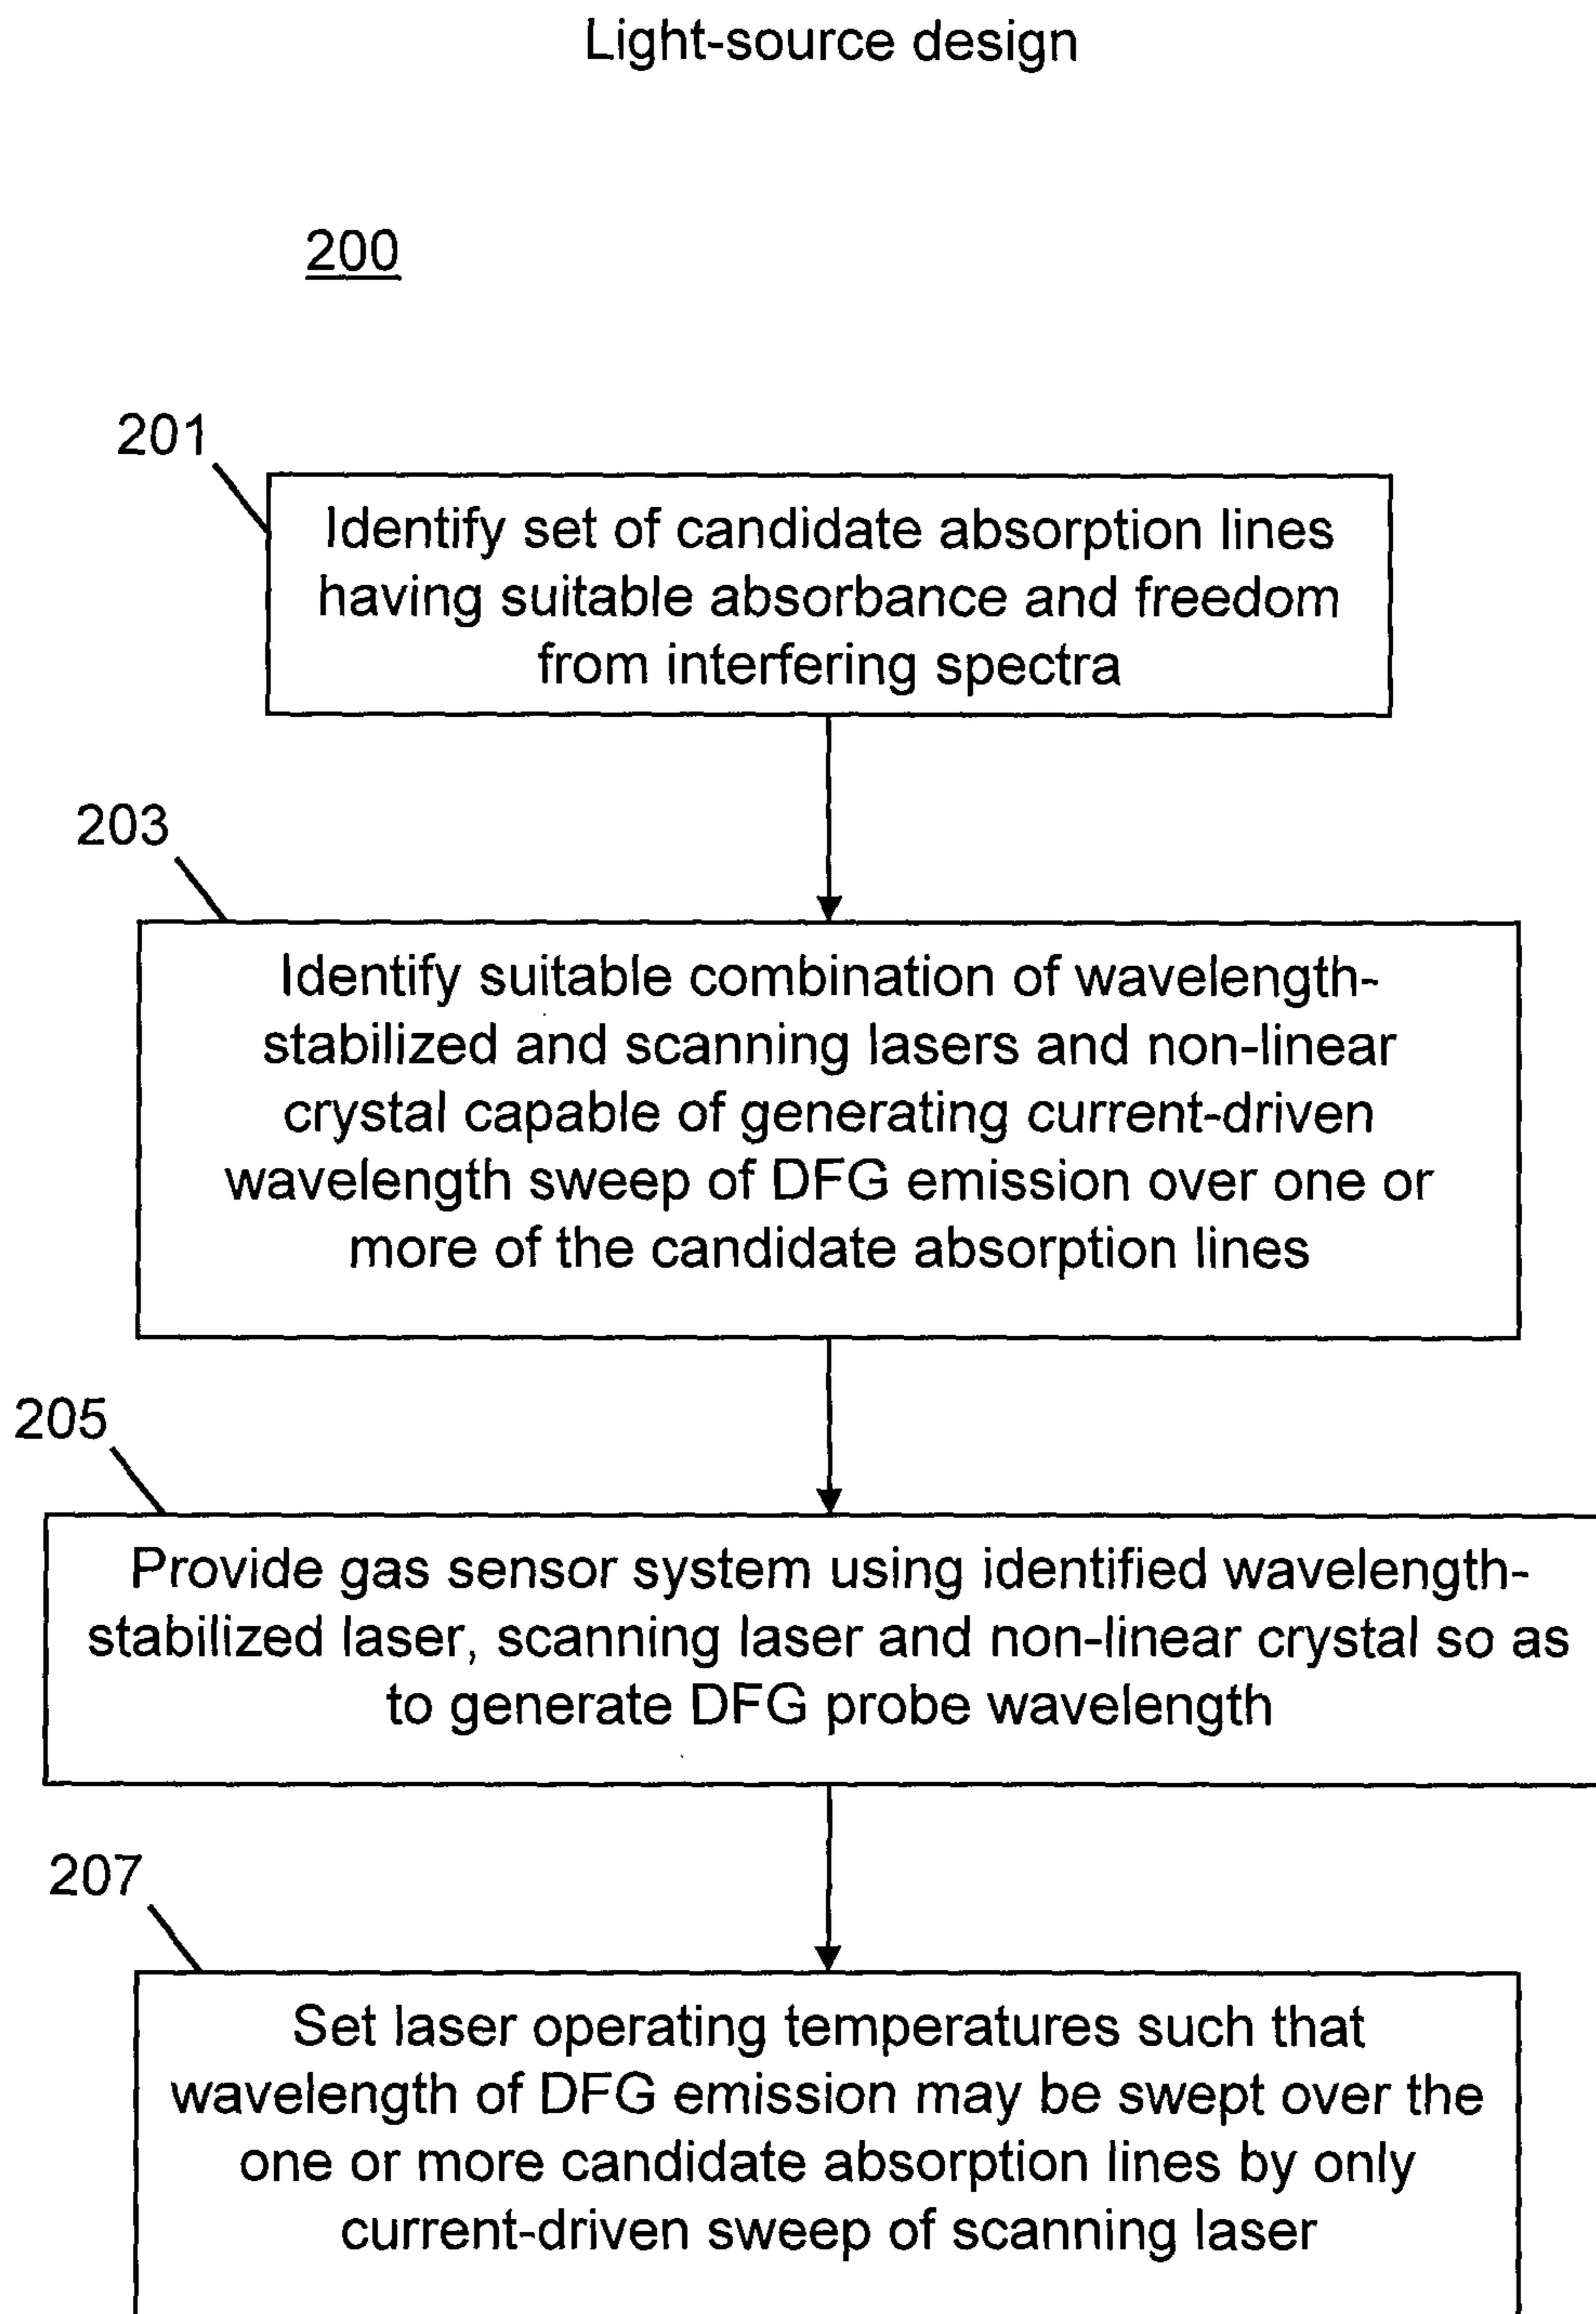 Light-source design
200
201
Identify set of candidate absorption lines
having suitable absorbance and freedom
from interfering spectra
203
Identify suitable combination of wavelength-
stabilized and scanning lasers and non-linear
crystal capable of generating current-driven
wavelength sweep of DFG emission over one or
more of the candidate absorption lines
205
Provide gas sensor system using identified wavelength-
stabilized laser, scanning laser and non-linear crystal so as
to generate DFG probe wavelength
207
Set laser operating temperatures such that
wavelength of DFG emission may be swept over the
one or more candidate absorption lines by only
current-driven sweep of scanning laser